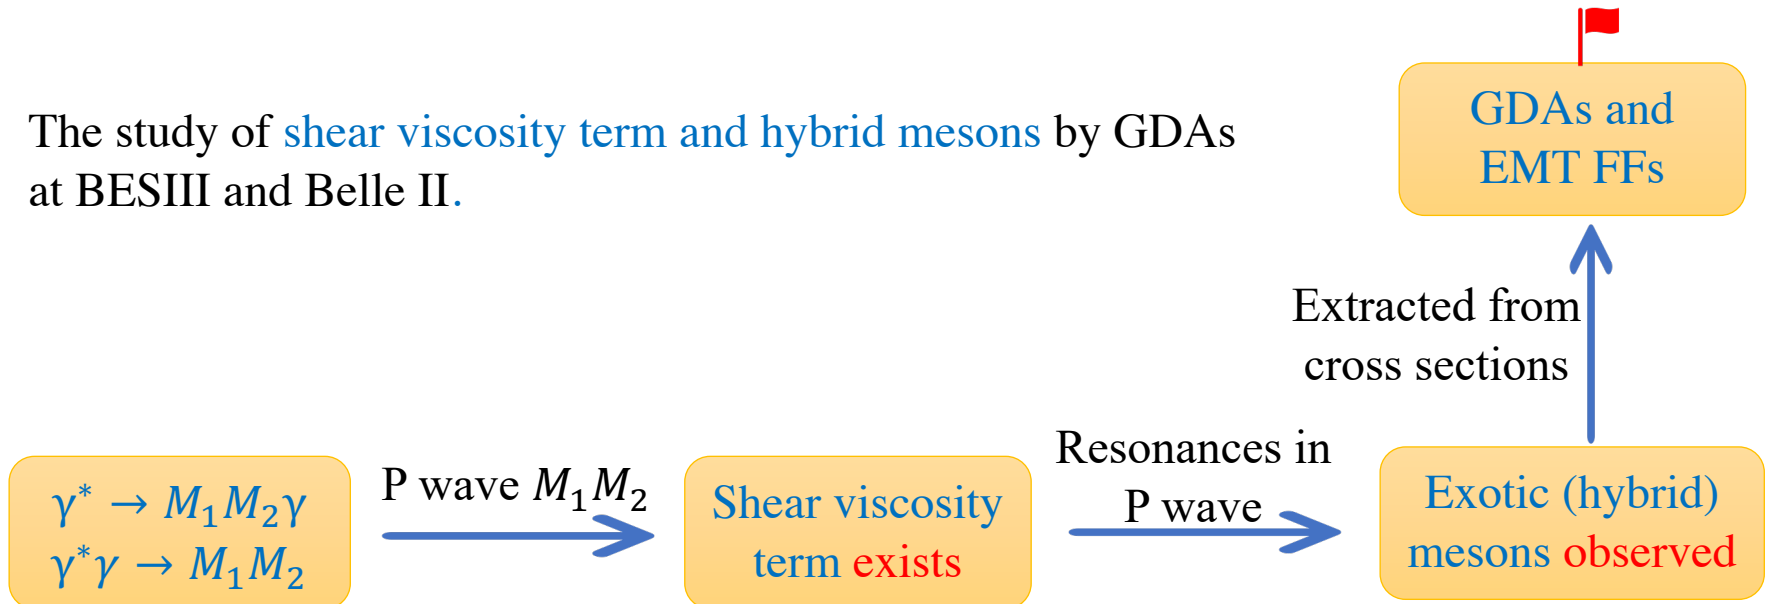 The study of shear viscosity term and hybrid mesons by GDAs
at BESIII and Belle II.
GDAs and
EMT FFs
Extracted from
cross sections
γ* → M₁M₂γ
γ*γ → M₁M₂
P wave M₁M₂
Shear viscosity
term exists
Resonances in
P wave
Exotic (hybrid)
mesons observed